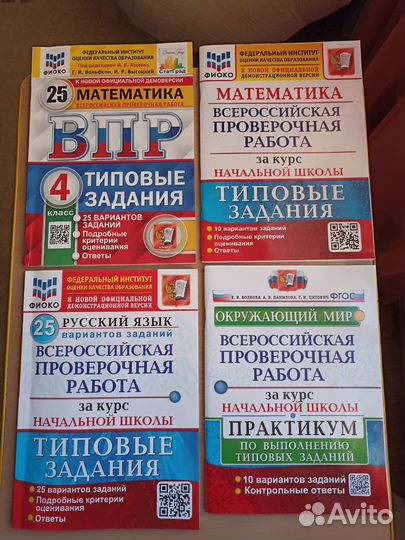 ФИОКО
ФЕДЕРАЛЬНЫЙ ИНСТИТУТ
ОЦЕНКИ КАЧЕСТВА ОБРАЗОВАНИЯ
Под редакцией И. В. Ященко
Г. И. Вольфсон, И. Р. Высоцкий
СтатГрад
К НОВОЙ ОФИЦИАЛЬНОЙ ДЕМОВЕРСИИ
25
МАТЕМАТИКА
ВСЕРОССИЙСКАЯ ПРОВЕРОЧНАЯ РАБОТА
ВПР
4
класс
ТИПОВЫЕ
ЗАДАНИЯ
25 ВАРИАНТОВ
ЗАДАНИЙ
Подробные
критерии
оценивания
Ответы
ФИОКО
ФЕДЕРАЛЬНЫЙ ИНСТИТУТ
ОЦЕНКИ КАЧЕСТВА ОБРАЗОВАНИЯ
К НОВОЙ ОФИЦИАЛЬНОЙ
ДЕМОНСТРАЦИОННОЙ ВЕРСИИ
МАТЕМАТИКА
ВСЕРОССИЙСКАЯ
ПРОВЕРОЧНАЯ
РАБОТА
за курс
НАЧАЛЬНОЙ ШКОЛЫ
ТИПОВЫЕ
ЗАДАНИЯ
10 вариантов заданий
Подробные критерии
оценивания
Ответы
ФИОКО
ФЕДЕРАЛЬНЫЙ ИНСТИТУТ
ОЦЕНКИ КАЧЕСТВА ОБРАЗОВАНИЯ
К НОВОЙ ОФИЦИАЛЬНОЙ
ДЕМОНСТРАЦИОННОЙ ВЕРСИИ
25
РУССКИЙ ЯЗЫК
вариантов заданий
ВСЕРОССИЙСКАЯ
ПРОВЕРОЧНАЯ
РАБОТА
за курс
НАЧАЛЬНОЙ ШКОЛЫ
ТИПОВЫЕ
ЗАДАНИЯ
25 вариантов заданий
Подробные критерии
оценивания
Ответы
Е. В. ВОЛКОВА, А. В. ДАНИЛОВА, Г. И. ЦИТОВИЧ
ФГОС
ОКРУЖАЮЩИЙ МИР
ВСЕРОССИЙСКАЯ
ПРОВЕРОЧНАЯ
РАБОТА
за курс
НАЧАЛЬНОЙ ШКОЛЫ
ПРАКТИКУМ
ПО ВЫПОЛНЕНИЮ
ТИПОВЫХ ЗАДАНИЙ
10 вариантов заданий
Контрольные ответы
Avito